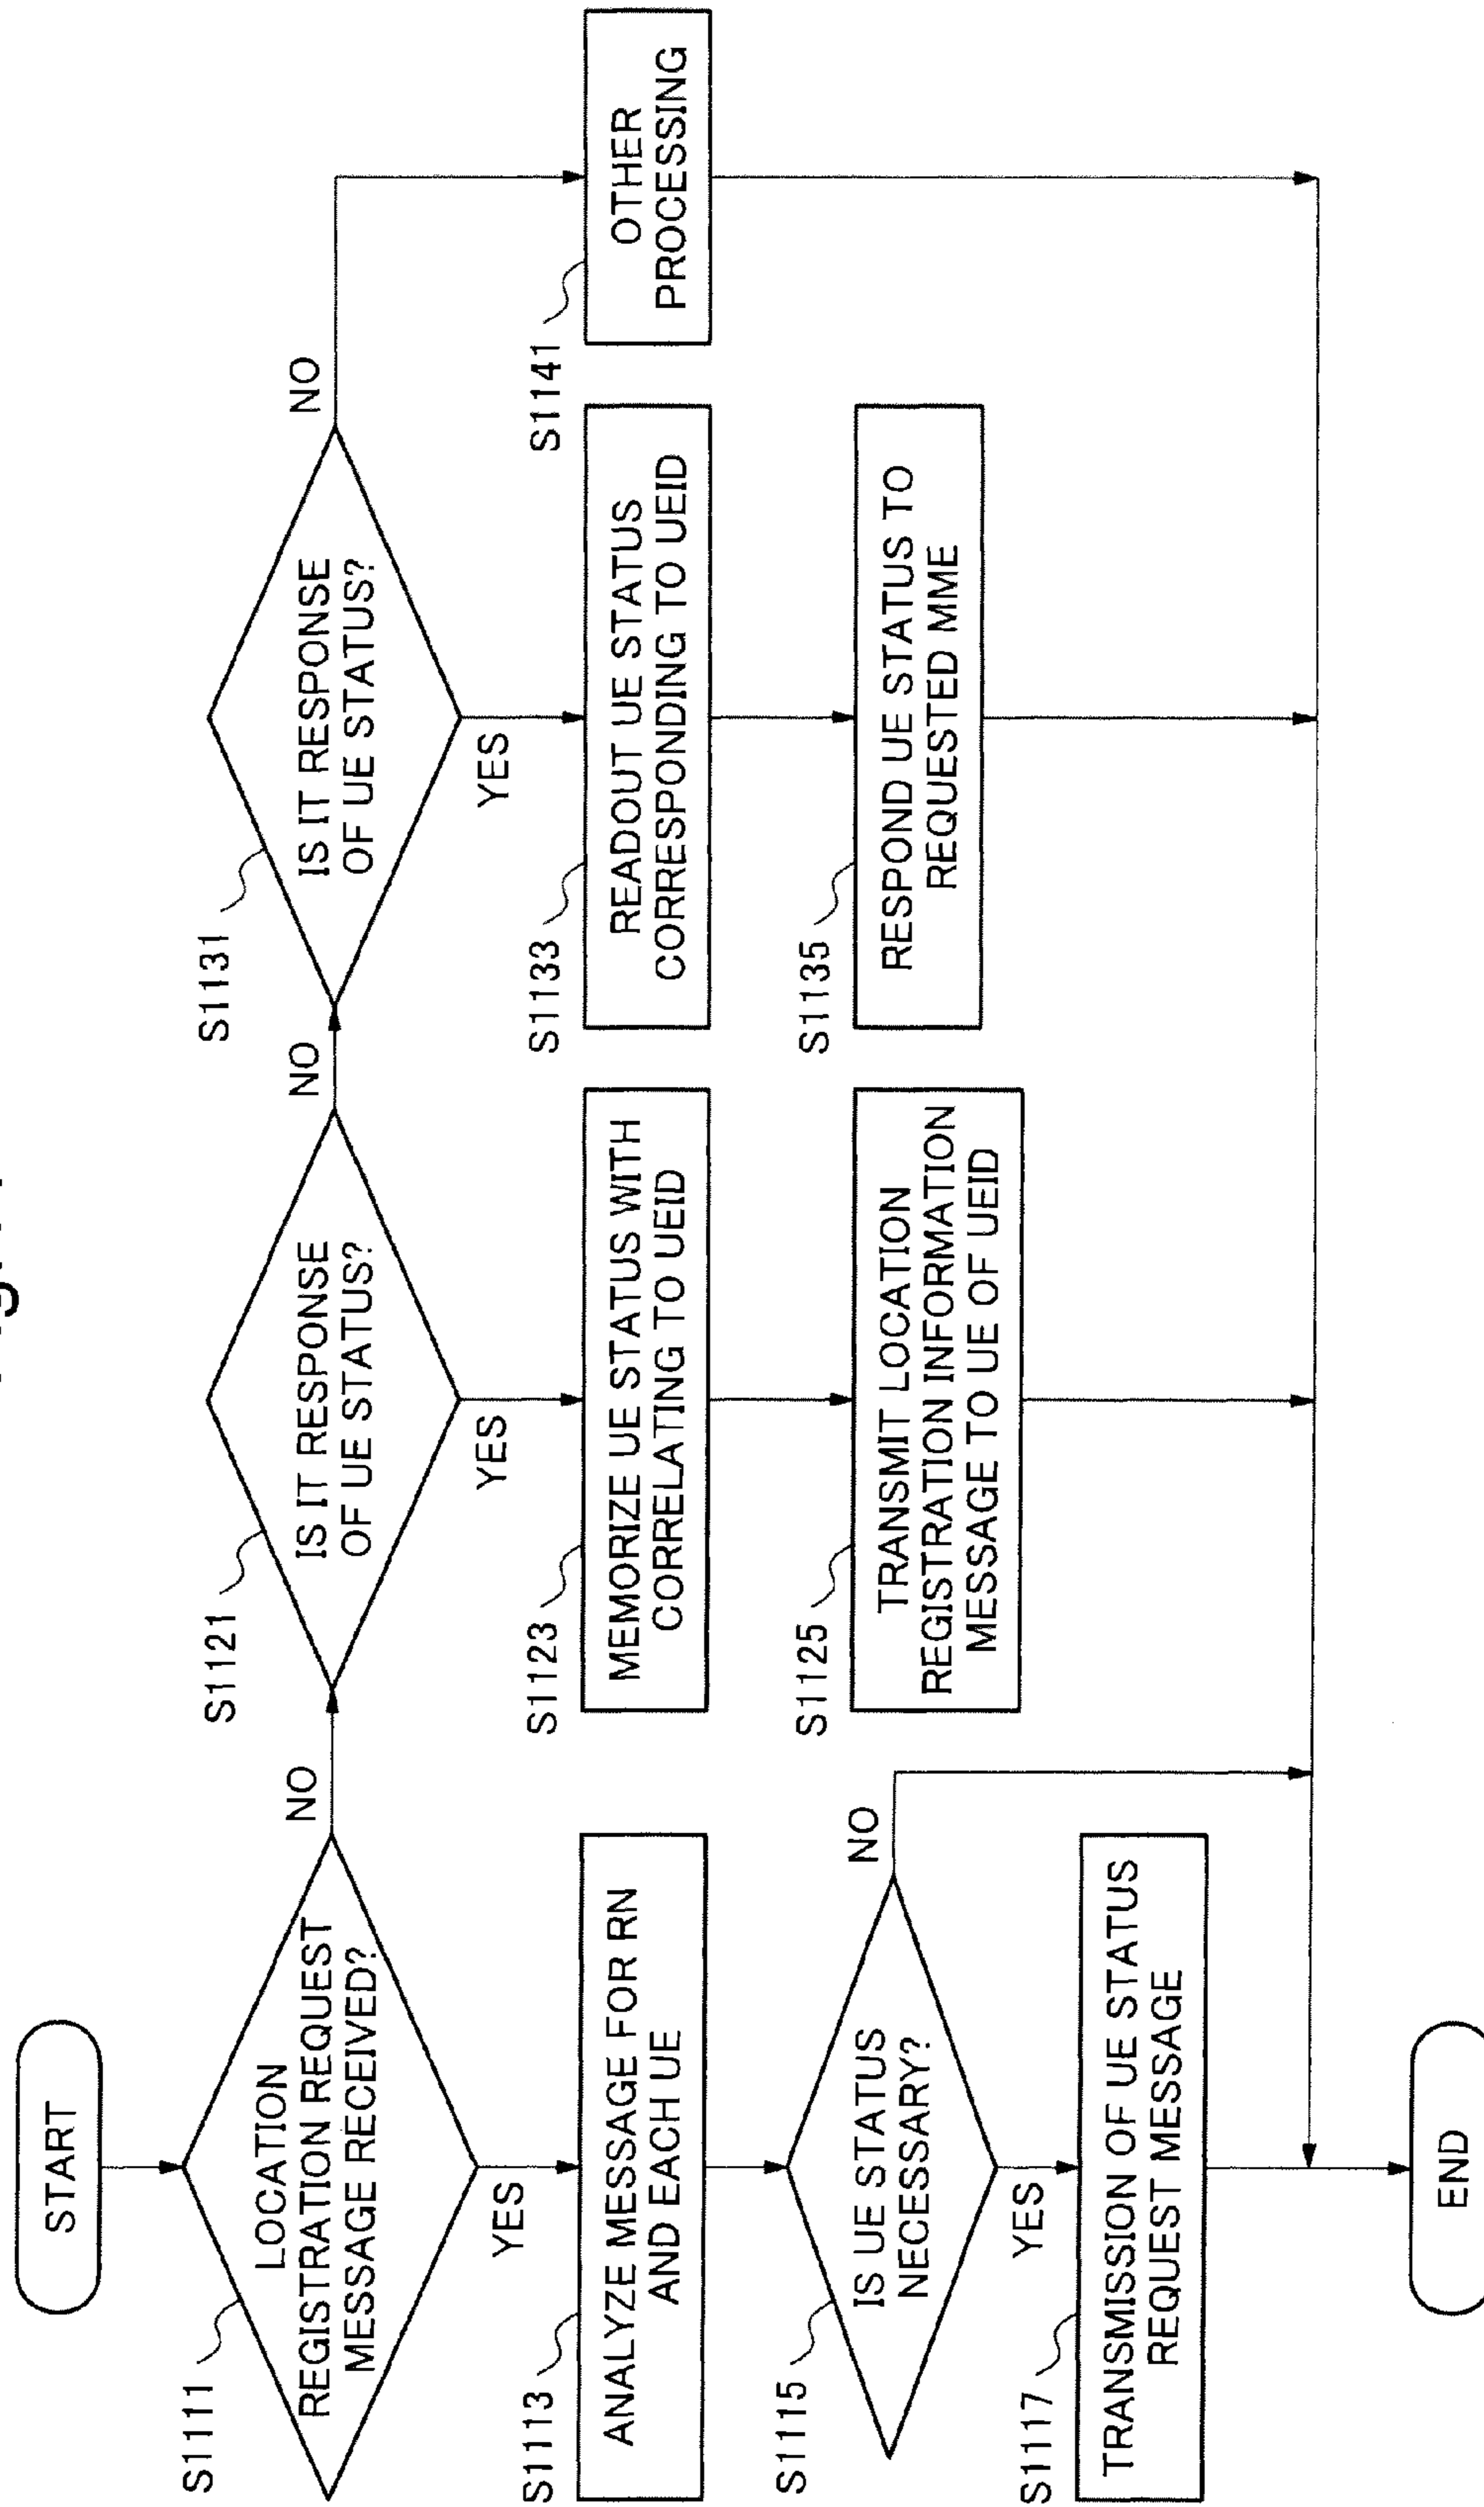 START
S1111
LOCATION
REGISTRATION REQUEST
MESSAGE RECEIVED?
NO
YES
S1113
ANALYZE MESSAGE FOR RN
AND EACH UE
S1115
IS UE STATUS
NECESSARY?
NO
YES
S1117
TRANSMISSION OF UE STATUS
REQUEST MESSAGE
END
S1121
IS IT RESPONSE
OF UE STATUS?
NO
YES
S1123
MEMORIZE UE STATUS WITH
CORRELATING TO UEID
S1125
TRANSMIT LOCATION
REGISTRATION INFORMATION
MESSAGE TO UE OF UEID
S1131
IS IT RESPONSE
OF UE STATUS?
NO
YES
S1133
READOUT UE STATUS
CORRESPONDING TO UEID
S1135
RESPOND UE STATUS TO
REQUESTED MME
S1141
OTHER
PROCESSING